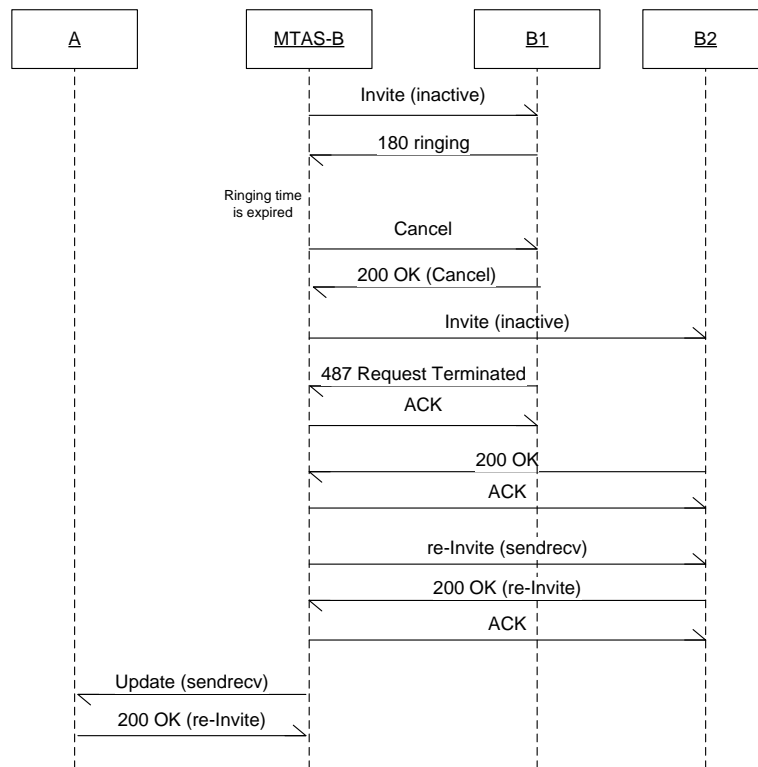 A
MTAS-B
B1
B2
Invite (inactive)
180 ringing
Ringing time
is expired
Cancel
200 OK (Cancel)
Invite (inactive)
487 Request Terminated
ACK
200 OK
ACK
re-Invite (sendrecv)
200 OK (re-Invite)
ACK
Update (sendrecv)
200 OK (re-Invite)